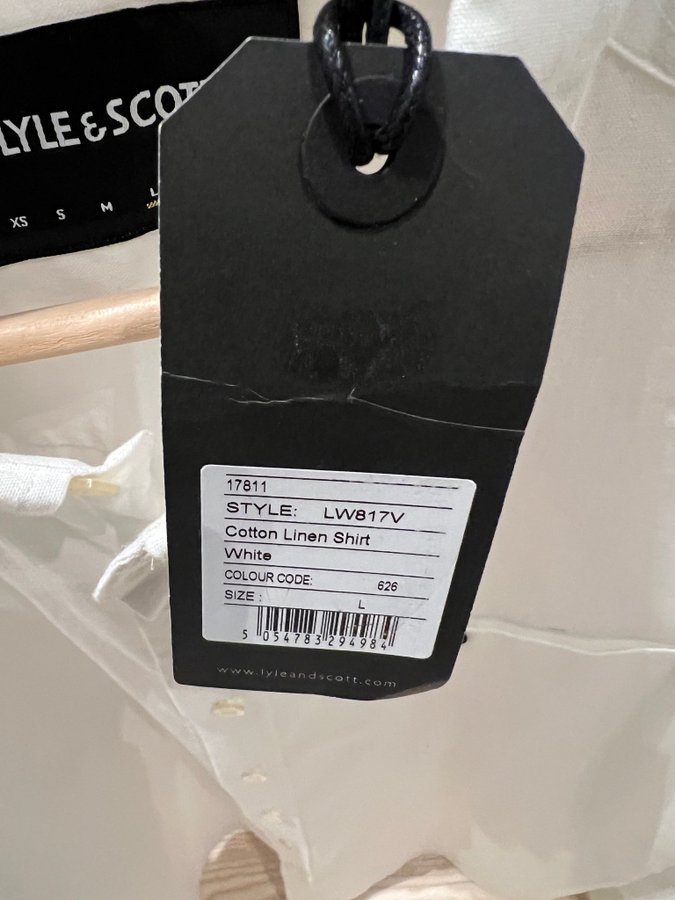 LYLE & SCOTT
XS S M L
17811
STYLE: LW817V
Cotton Linen Shirt
White
COLOUR CODE: 626
SIZE : L
5 054783 294984
www.lyleandscott.com